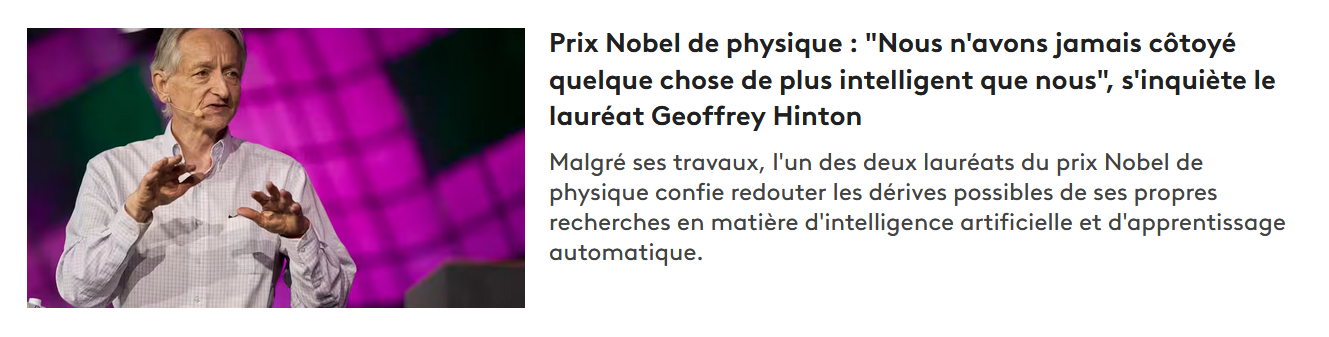 Prix Nobel de physique : "Nous n'avons jamais côtoyé
quelque chose de plus intelligent que nous", s'inquiète le
lauréat Geoffrey Hinton
Malgré ses travaux, l'un des deux lauréats du prix Nobel de
physique confie redouter les dérives possibles de ses propres
recherches en matière d'intelligence artificielle et d'apprentissage
automatique.